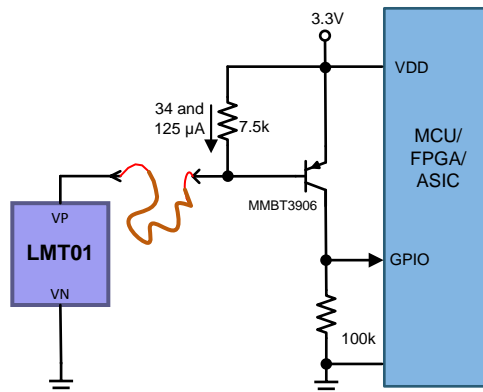 3.3V
VDD
34 and
125 µA
7.5k
MCU/
FPGA/
ASIC
MMBT3906
VP
LMT01
VN
GPIO
100k